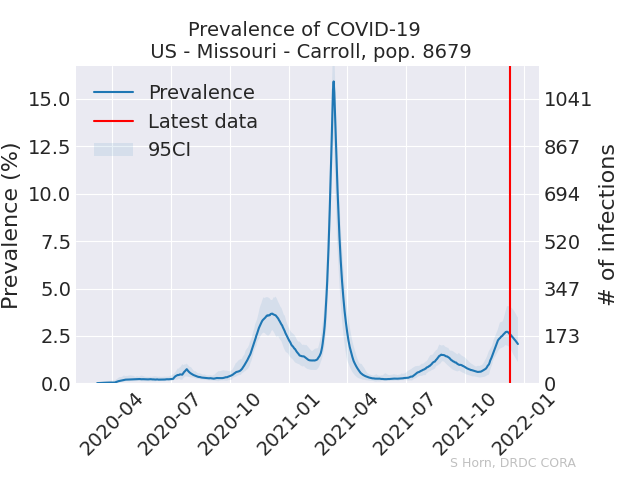 Prevalence of COVID-19
US - Missouri - Carroll, pop. 8679
Prevalence
Latest data
95CI
Prevalence (%)
15.0
12.5
10.0
7.5
5.0
2.5
0.0
1041
867
694
520
347
173
0
# of infections
2020-04
2020-07
2020-10
2021-01
2021-04
2021-07
2021-10
2022-01
S Horn, DRDC CORA